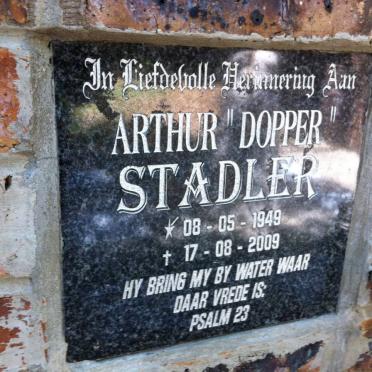 In Liefdevolle Herinnering Aan
ARTHUR "DOPPER"
STADLER
* 08 - 05 - 1949
† 17 - 08 - 2009
HY BRING MY BY WATER WAAR
DAAR VREDE IS:
PSALM 23